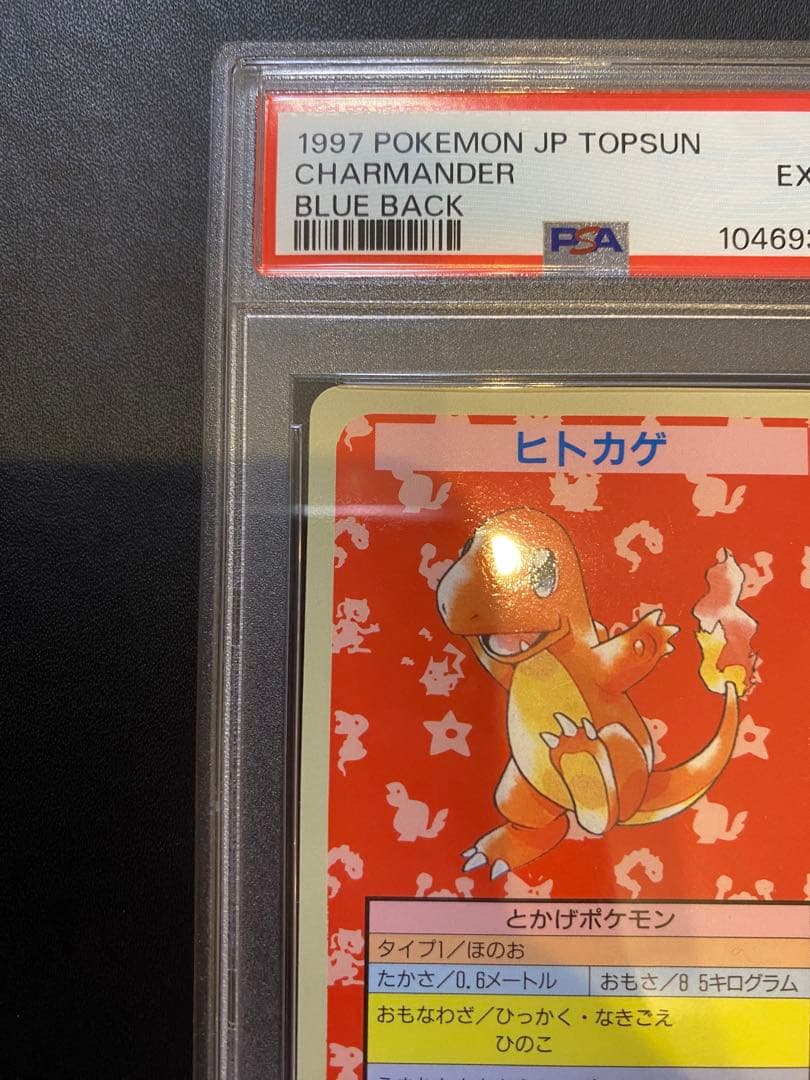 1997 POKEMON JP TOPSUN
CHARMANDER
EX
BLUE BACK
PSA
104693
ヒトカゲ
とかげポケモン
タイプ1/ほのお
たかさ/0.6メートル
おもさ/8 5キログラム
おもなわざ/ひっかく・なきごえ
ひのこ